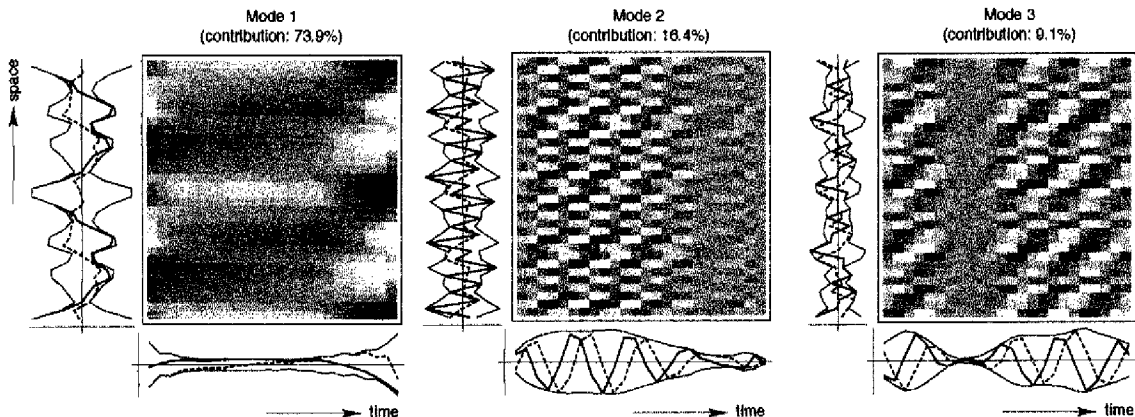 Mode 1
(contribution: 73.9%)
Mode 2
(contribution: 16.4%)
Mode 3
(contribution: 9.1%)
space
time
time
time